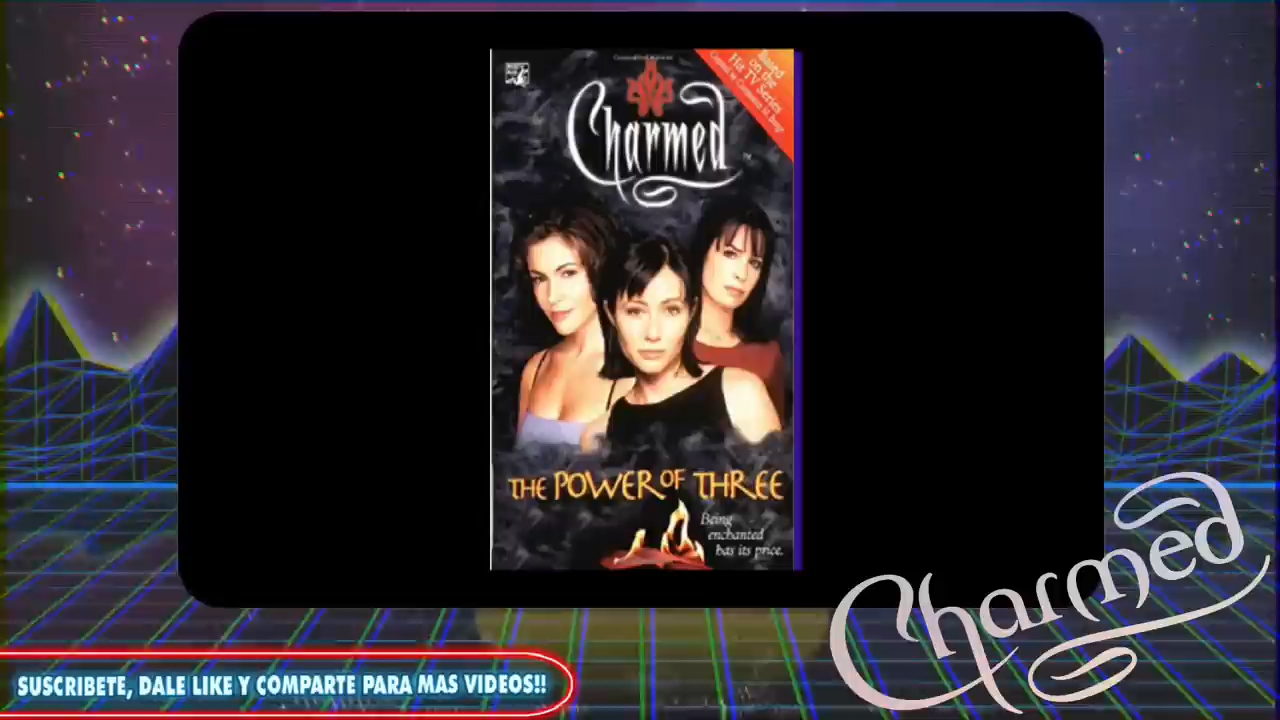 Based
on the
Hit TV Series
Charmed
TM
THE POWER OF THREE
Being
enchanted
has its price.
Charmed
SUSCRIBETE, DALE LIKE Y COMPARTE PARA MAS VIDEOS!!